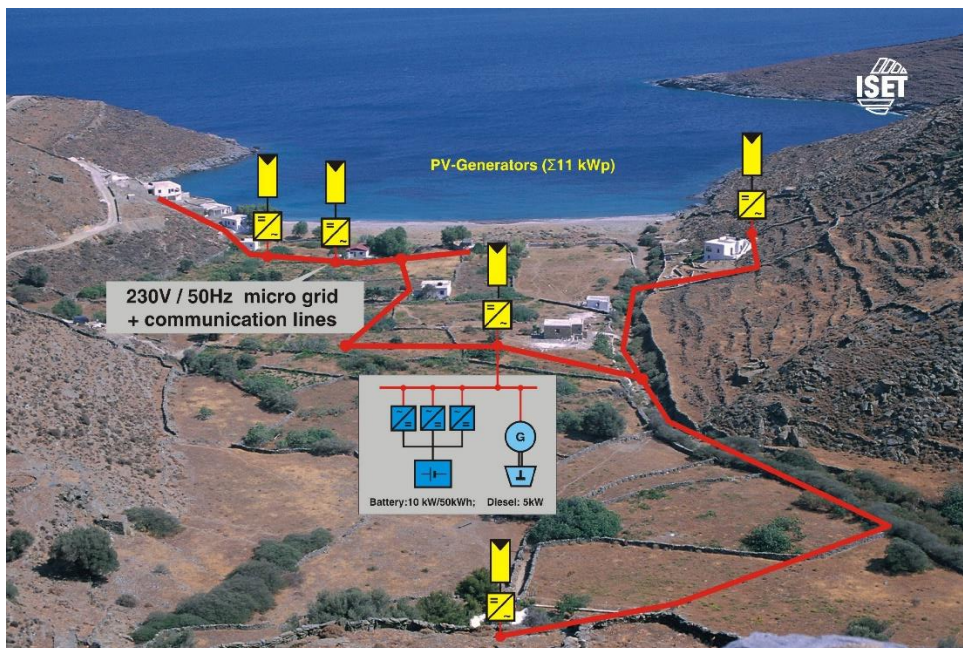 ISET
PV-Generators (Σ11 kWp)
230V / 50Hz micro grid
+ communication lines
G
Battery:10 kW/50kWh; Diesel: 5kW